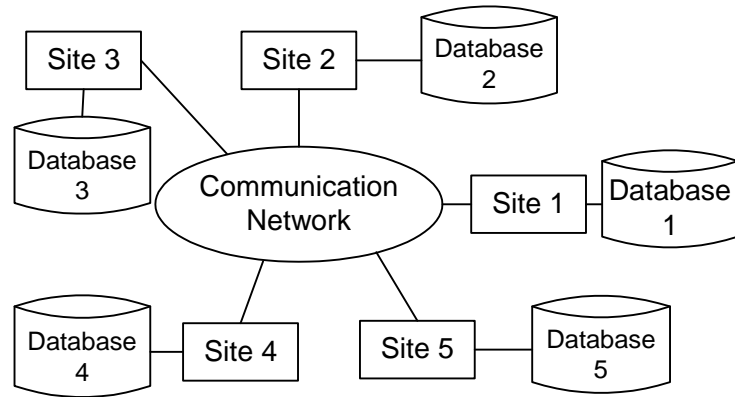 Site 3
Site 2
Database
2
Database
3
Communication
Network
Site 1
Database
1
Database
4
Site 4
Site 5
Database
5